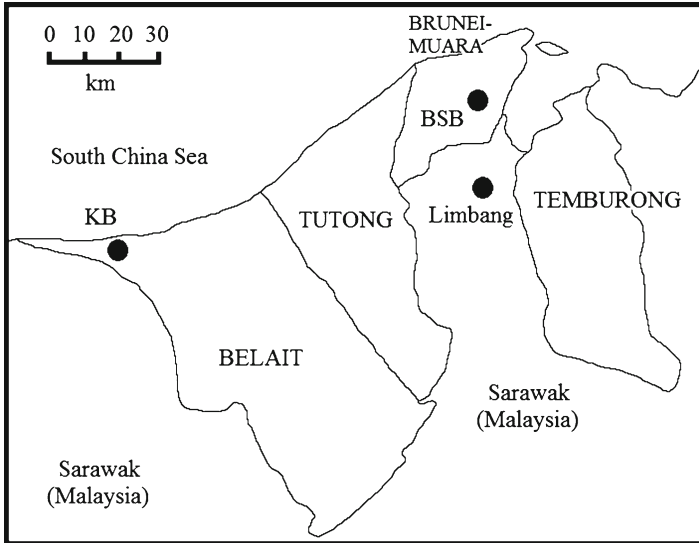 BRUNEI-
MUARA
0 10 20 30
km
BSB
South China Sea
KB
TUTONG
Limbang
TEMBURONG
BELAIT
Sarawak
(Malaysia)
Sarawak
(Malaysia)